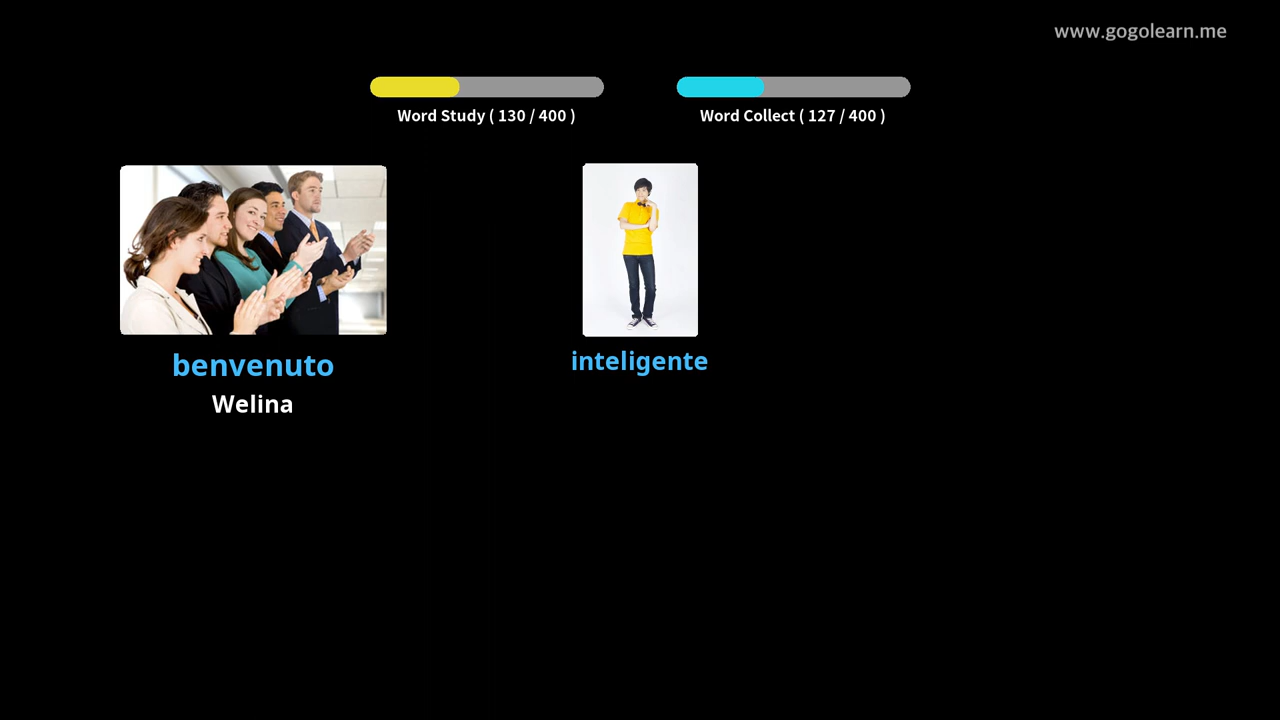 www.gogolearn.me
Word Study ( 130 / 400 )
Word Collect ( 127 / 400 )
benvenuto
Welina
inteligente